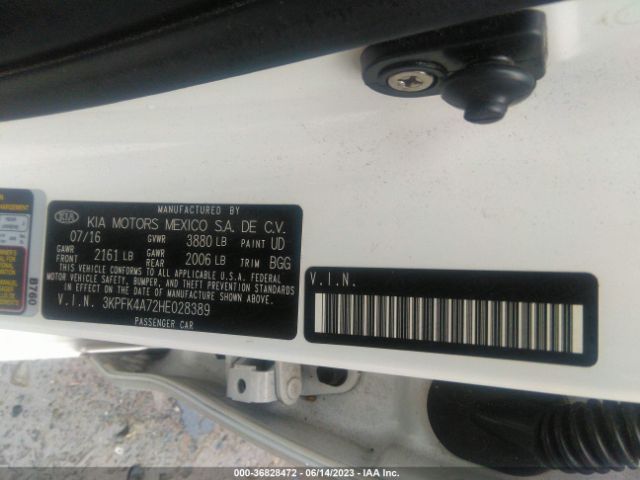 MANUFACTURED BY
KIA KIA MOTORS MEXICO S.A. DE C.V.
07/16 GVWR 3880 LB PAINT UD
GAWR FRONT 2161 LB GAWR REAR 2006 LB TRIM BGG
THIS VEHICLE CONFORMS TO ALL APPLICABLE U.S.A. FEDERAL
MOTOR VEHICLE SAFETY, BUMPER, AND THEFT PREVENTION STANDARDS
IN EFFECT ON THE DATE OF MANUFACTURE SHOWN ABOVE.
V.I.N. 3KPFK4A72HE028389
PASSENGER CAR
B760
V.I.N.
000-36828472 - 06/14/2023 - IAA Inc.